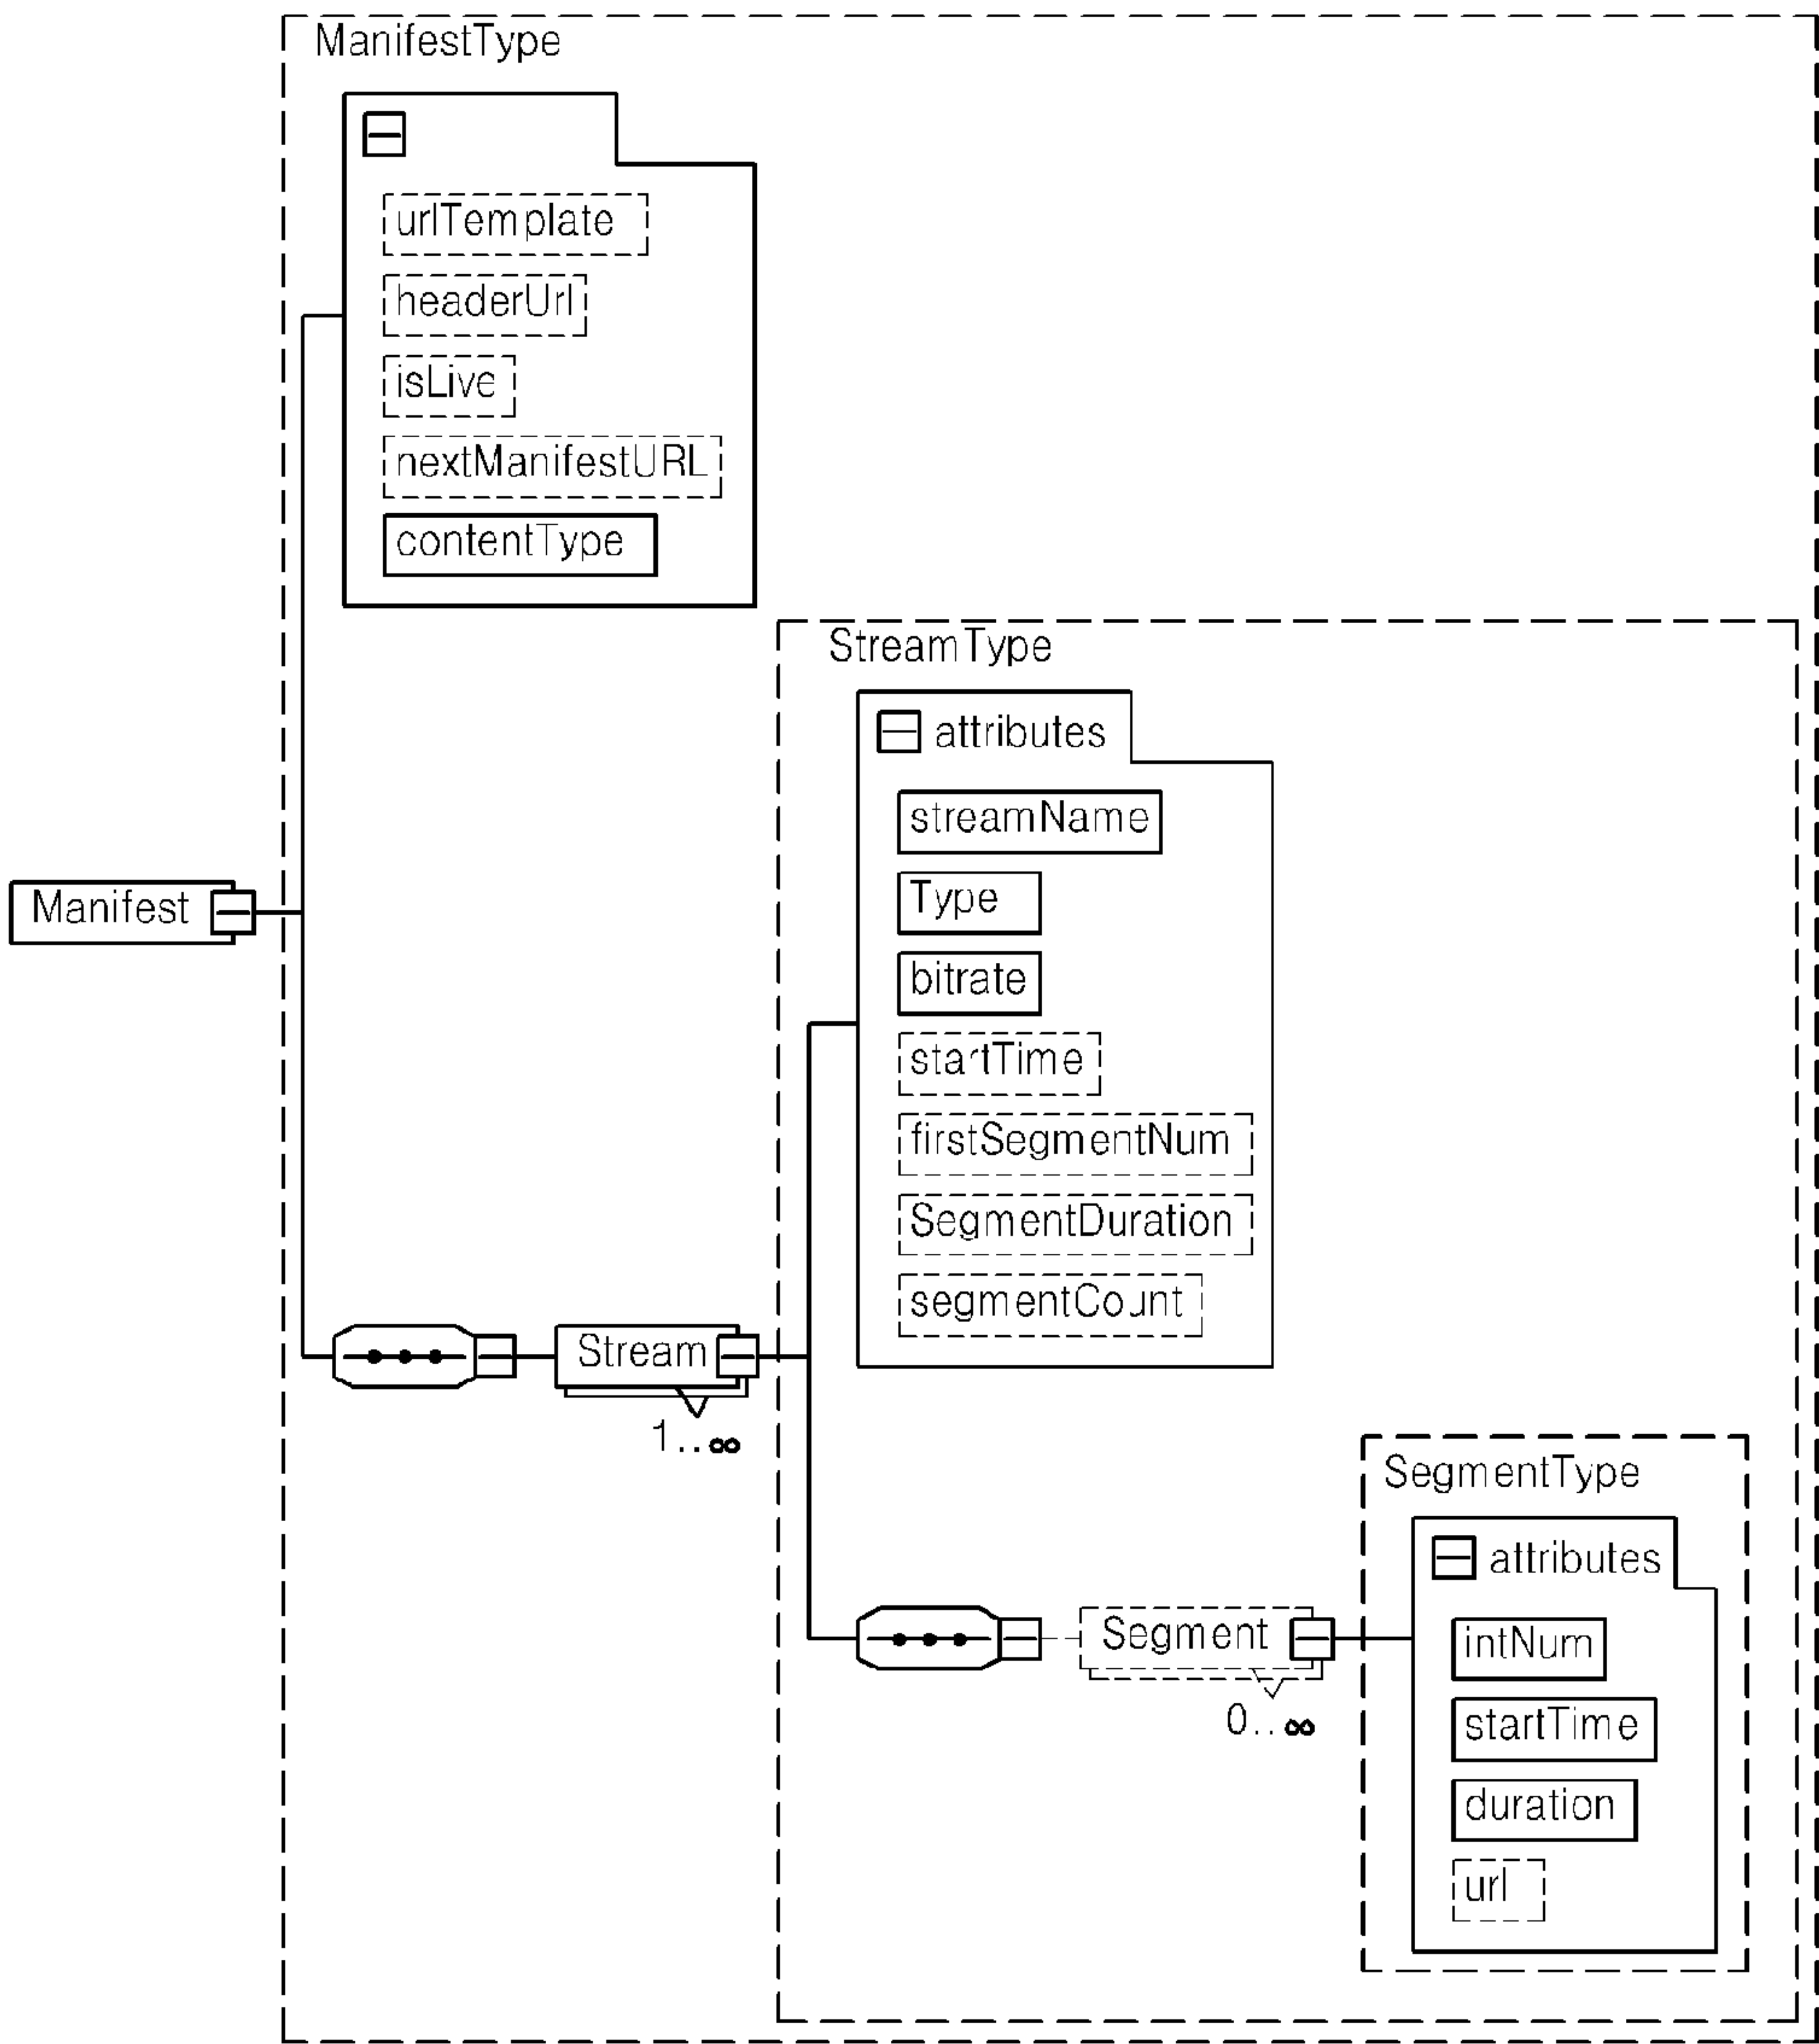 ManifestType
urlTemplate
headerUrl
isLive
nextManifestURL
contentType
StreamType
attributes
streamName
Type
bitrate
startTime
firstSegmentNum
SegmentDuration
segmentCount
Manifest
Stream
1..∞
SegmentType
attributes
intNum
startTime
duration
url
Segment
0..∞